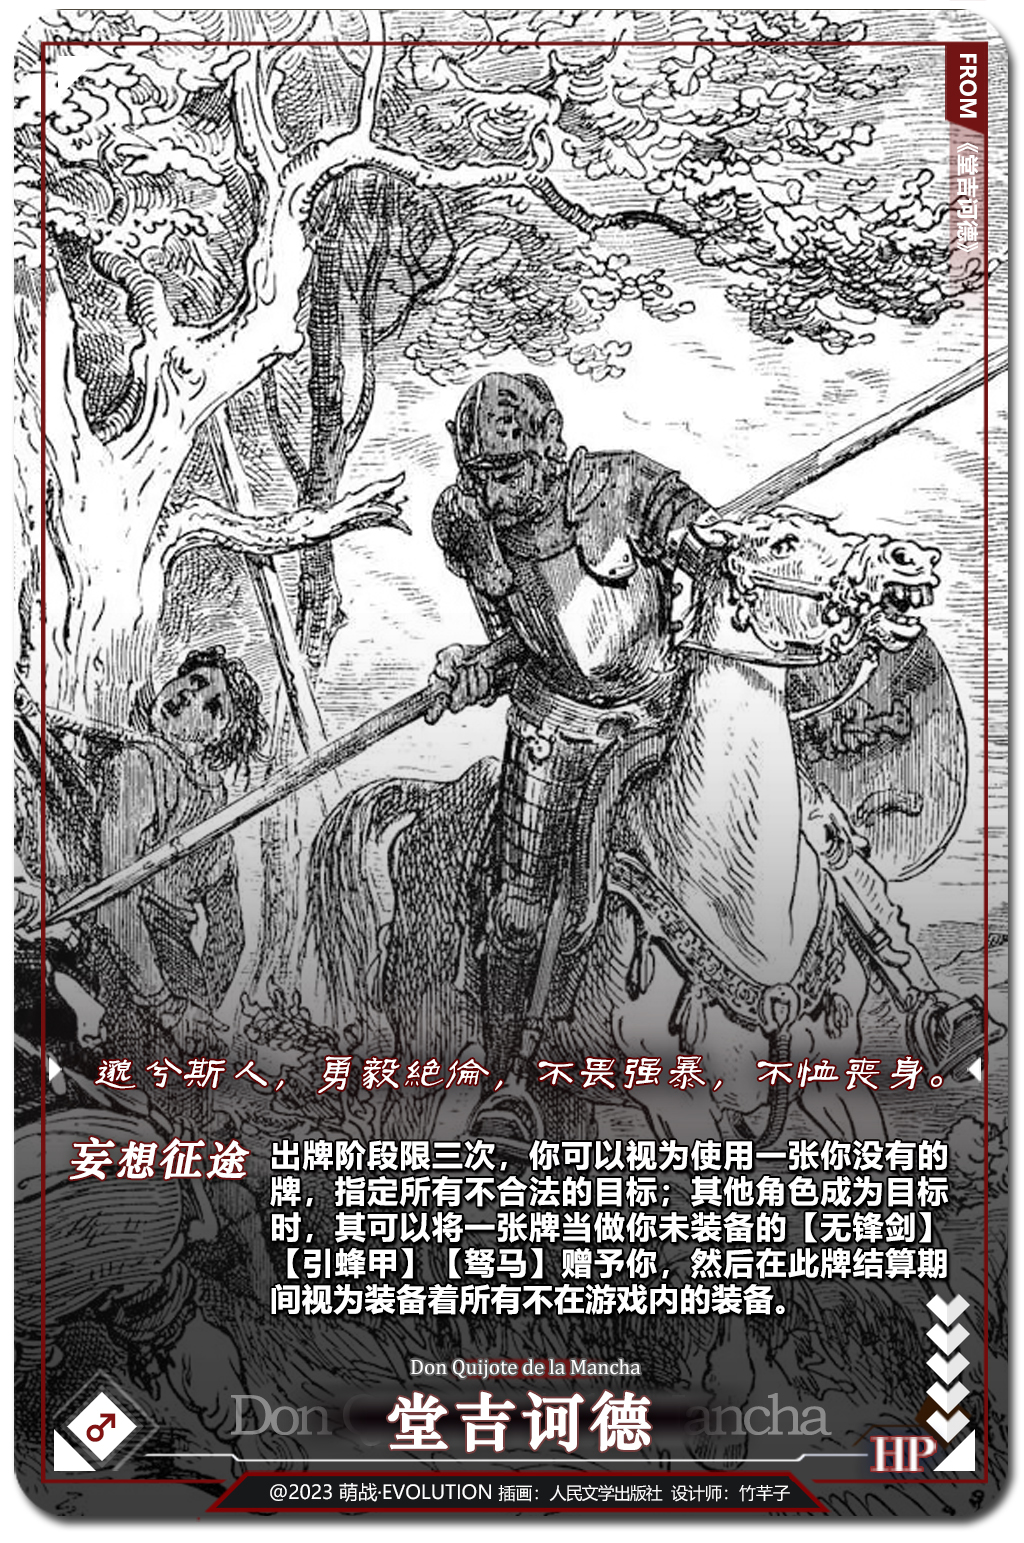 FROM
《堂吉诃德》
邈兮斯人，勇毅絶倫，不畏强暴，不恤喪身。
妄想征途
出牌阶段限三次，你可以视为使用一张你没有的
牌，指定所有不合法的目标；其他角色成为目标
时，其可以将一张牌当做你未装备的【无锋剑】
【引蜂甲】【驽马】赠予你，然后在此牌结算期
间视为装备着所有不在游戏内的装备。
Don Quijote de la Mancha
堂吉诃德
HP
@2023 萌战·EVOLUTION 插画：人民文学出版社 设计师：竹芊子